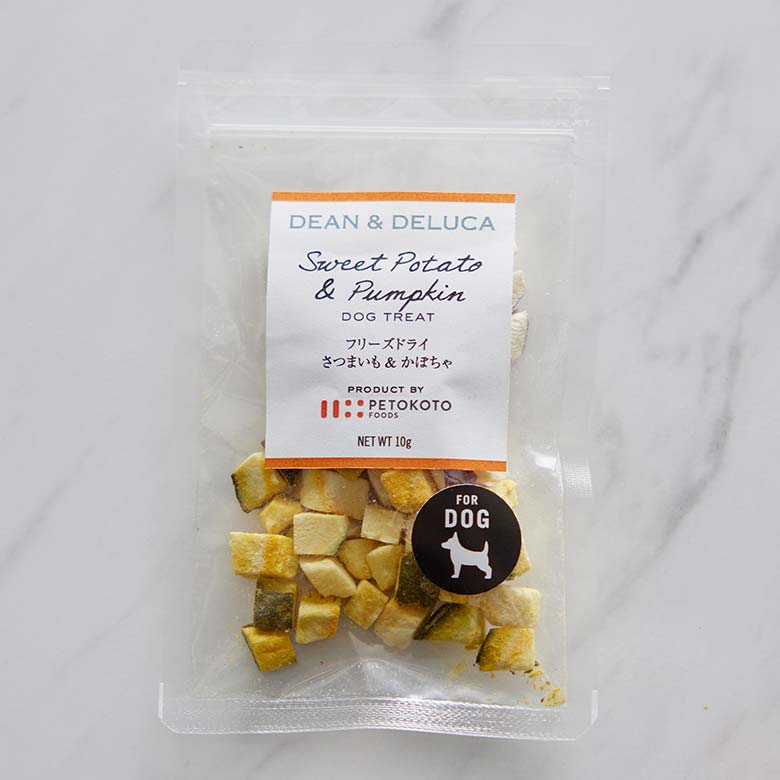 DEAN & DELUCA
Sweet Potato
& Pumpkin
DOG TREAT
フリーズドライ
さつまいも & かぼちゃ
PRODUCT BY
PETOKOTO
FOODS
NET WT 10g
FOR
DOG